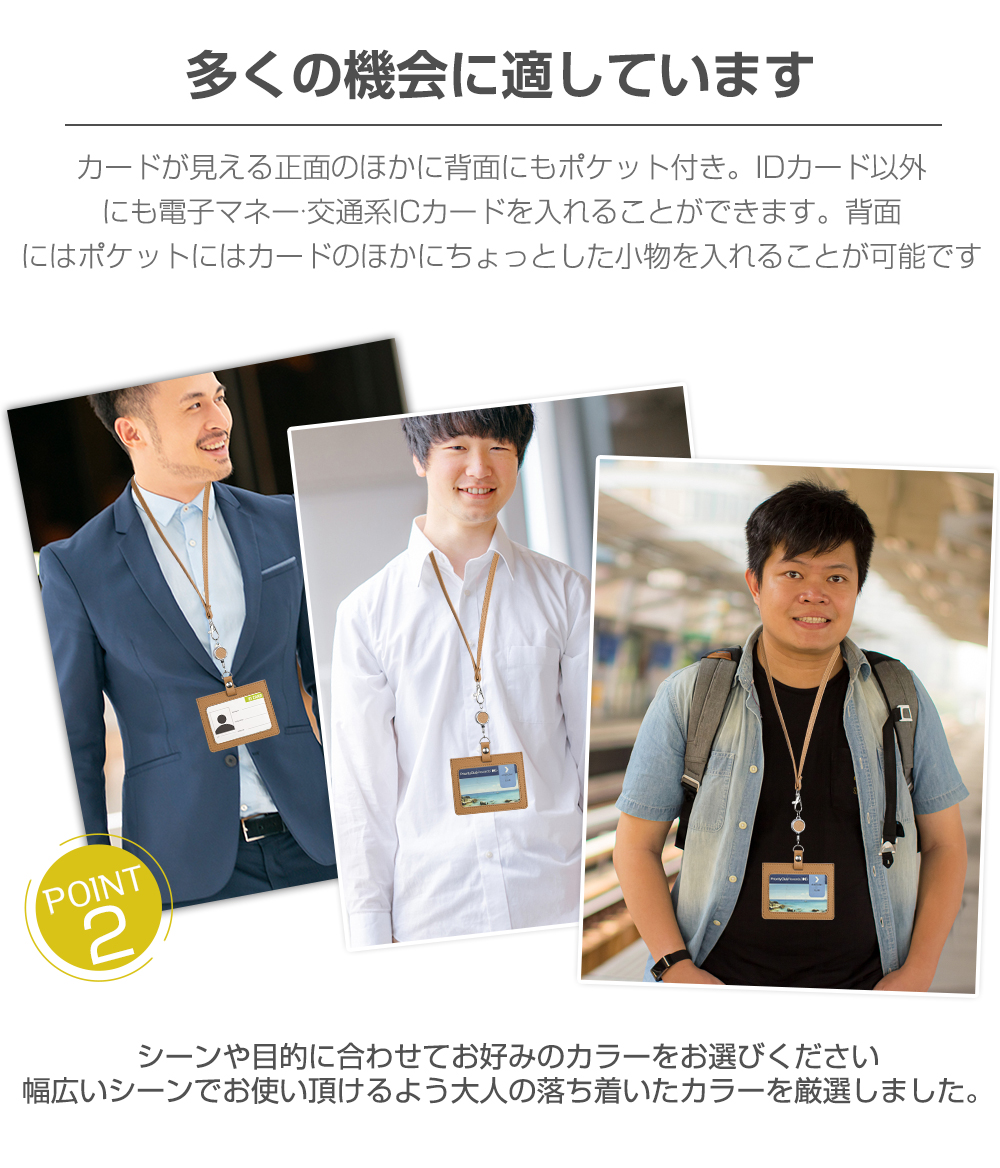 多くの機会に適しています
カードが見える正面のほかに背面にもポケット付き。IDカード以外
にも電子マネー·交通系ICカードを入れることができます。背面
にはポケットにはカードのほかにちょっとした小物を入れることが可能です
POINT
2
シーンや目的に合わせてお好みのカラーをお選びください
幅広いシーンでお使い頂けるよう大人の落ち着いたカラーを厳選しました。